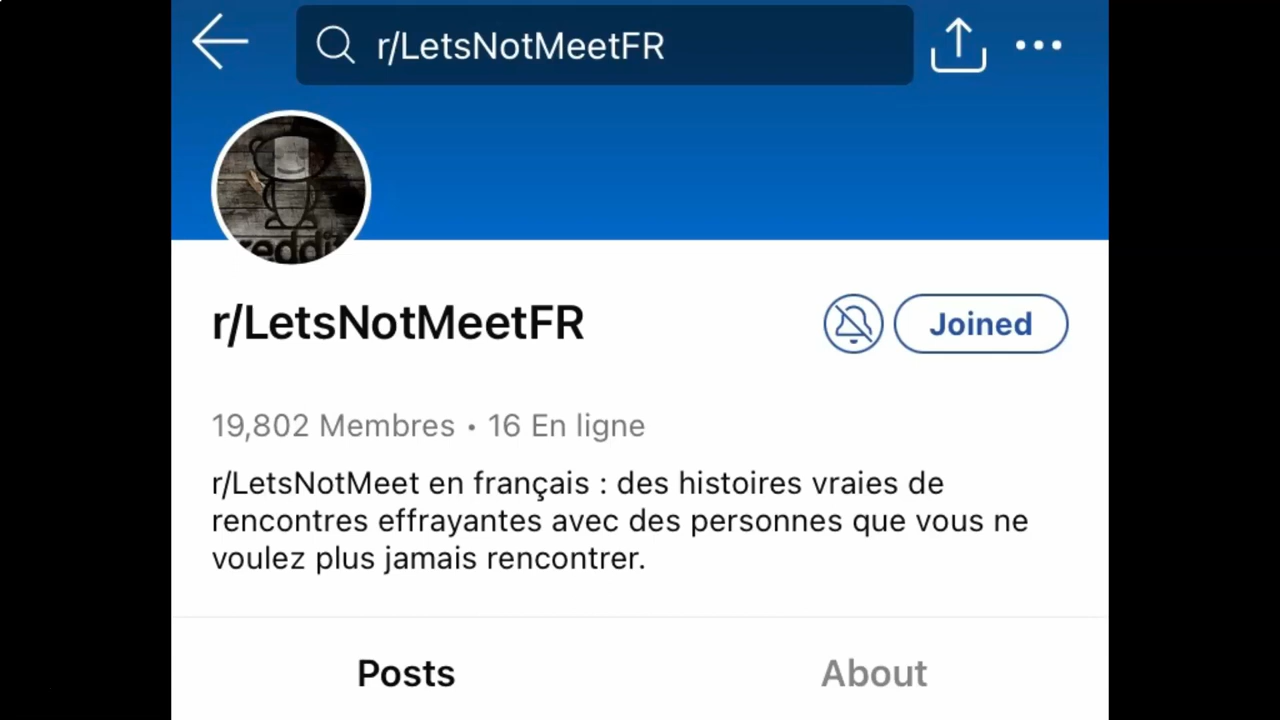 r/LetsNotMeetFR
reddit
r/LetsNotMeetFR
Joined
19,802 Membres • 16 En ligne
r/LetsNotMeet en français : des histoires vraies de
rencontres effrayantes avec des personnes que vous ne
voulez plus jamais rencontrer.
Posts
About